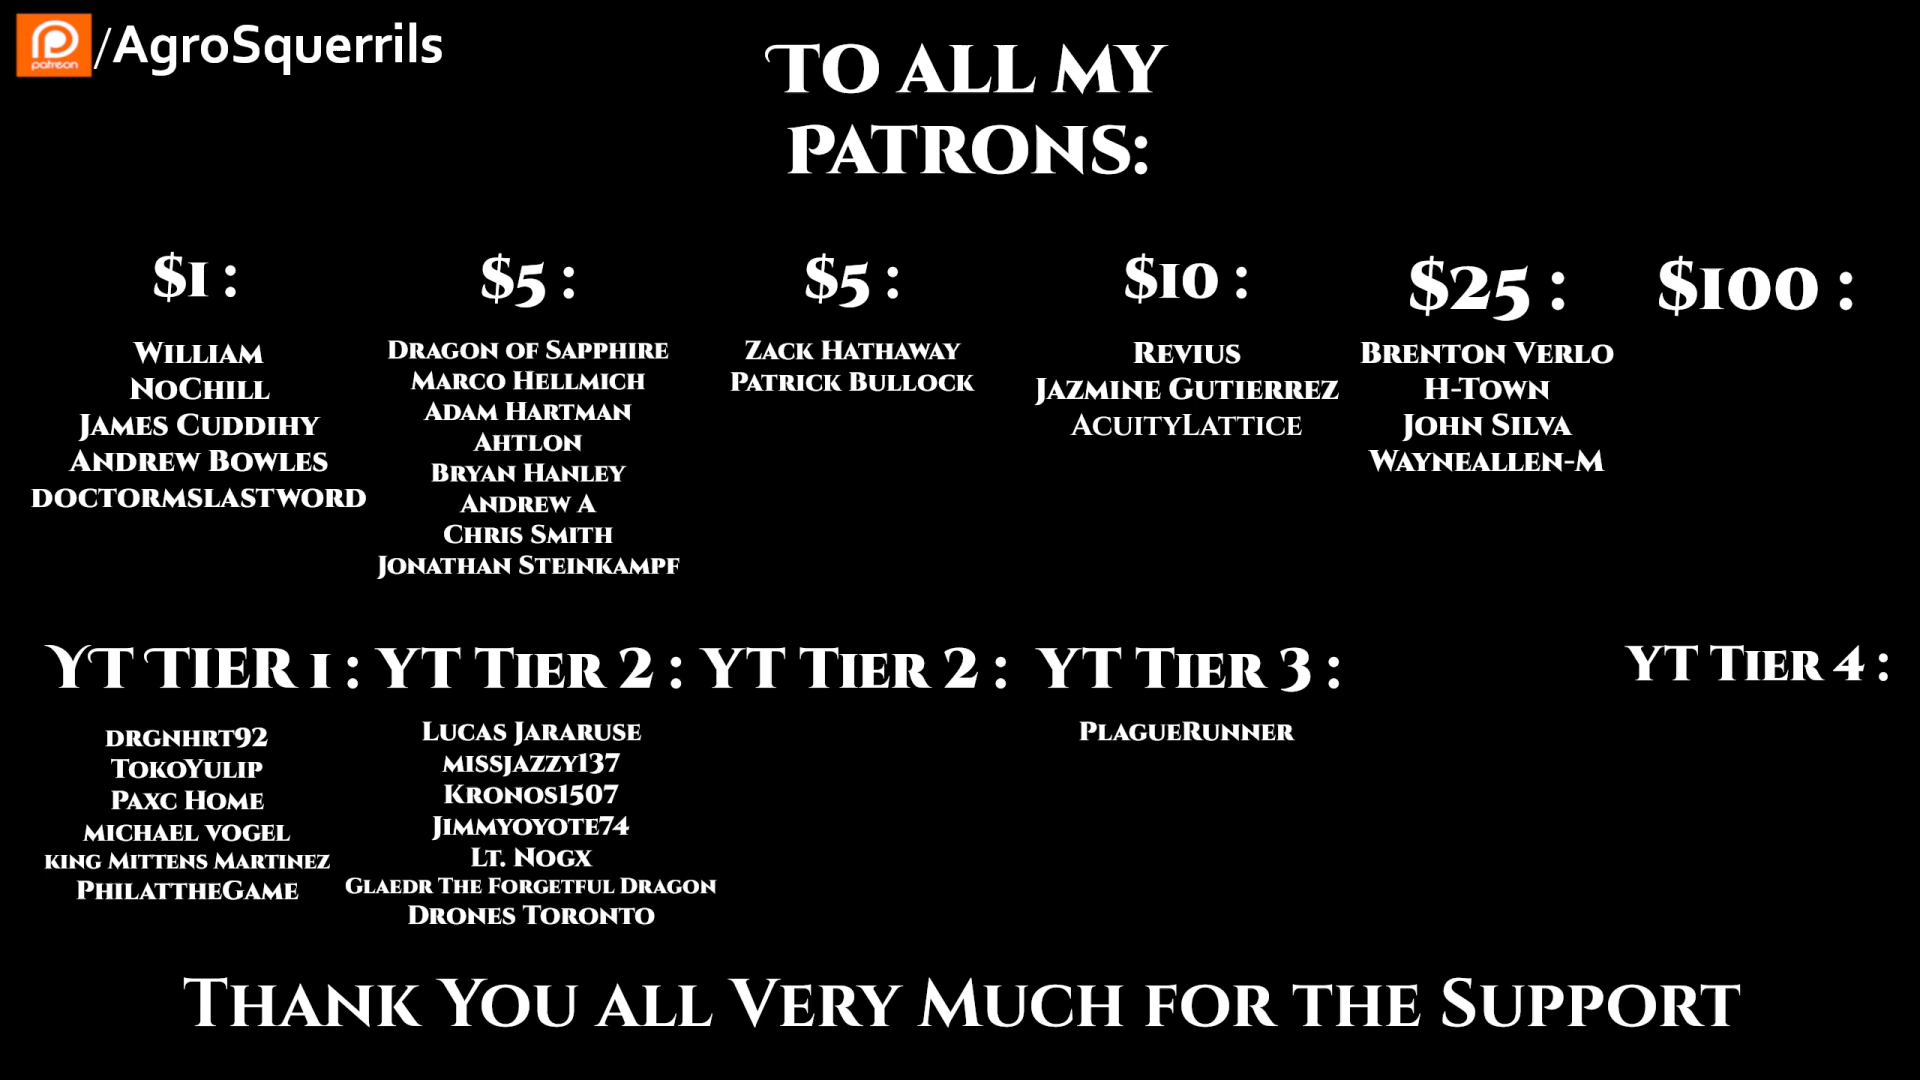 patreon
/AgroSquerrils
To all my
Patrons:
$1 :
William
NoChill
James Cuddihy
Andrew Bowles
doctormslastword
$5 :
Dragon of Sapphire
Marco Hellmich
Adam Hartman
Ahtlon
Bryan Hanley
Andrew A
Chris Smith
Jonathan Steinkampf
$5 :
Zack Hathaway
Patrick Bullock
$10 :
Revius
Jazmine Gutierrez
AcuityLattice
$25 :
Brenton Verlo
H-Town
John Silva
Wayneallen-M
$100 :
YT Tier 1 :
drgnhrt92
TokoYulip
Paxc Home
michael vogel
king Mittens Martinez
PhilattheGame
YT Tier 2 :
Lucas Jararuse
missjazzy137
Kronos1507
Jimmyoyote74
Lt. Nogx
Glaedr The Forgetful Dragon
Drones Toronto
YT Tier 2 :
YT Tier 3 :
PlagueRunner
YT Tier 4 :
Thank You all Very Much for the Support